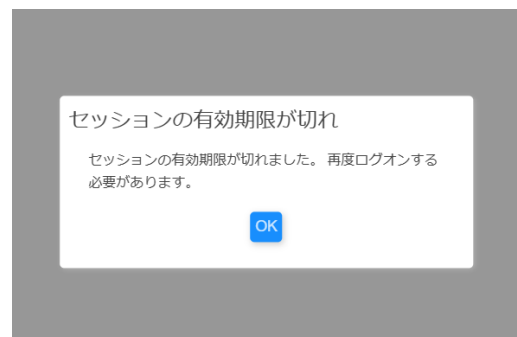 セッションの有効期限が切れ
セッションの有効期限が切れました。 再度ログオンする
必要があります。
OK